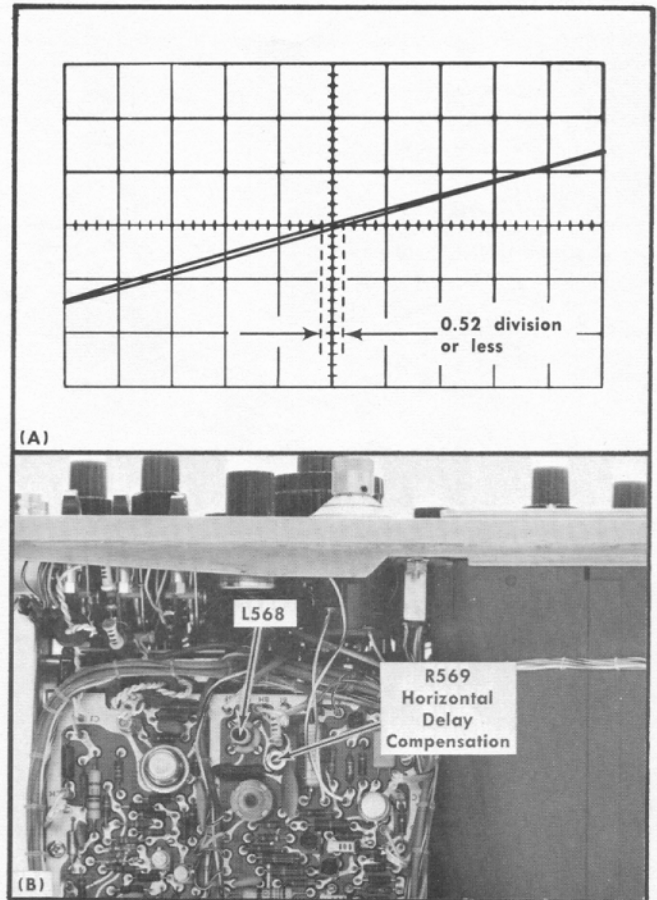 0.52 division
or less
(A)
L568
R569
Horizontal
Delay
Compensation
(B)